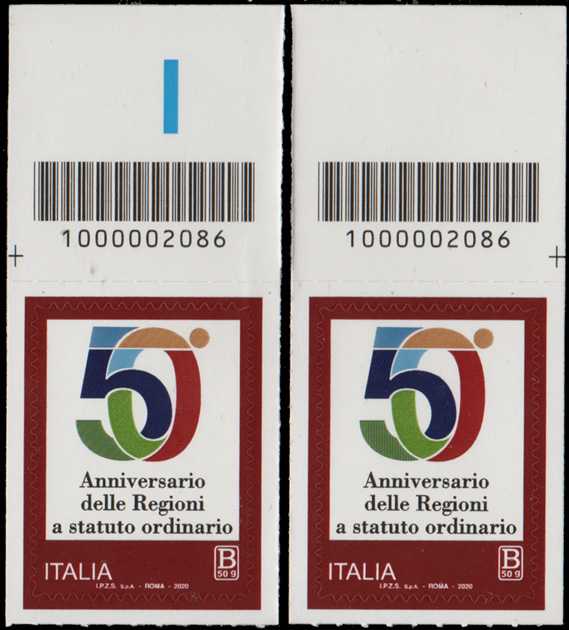 1000002086
50°
Anniversario
delle Regioni
a statuto ordinario
ITALIA
B
50 g
I.P.Z.S. S.p.A. - ROMA - 2020
1000002086
50°
Anniversario
delle Regioni
a statuto ordinario
ITALIA
B
50 g
I.P.Z.S. S.p.A. - ROMA - 2020